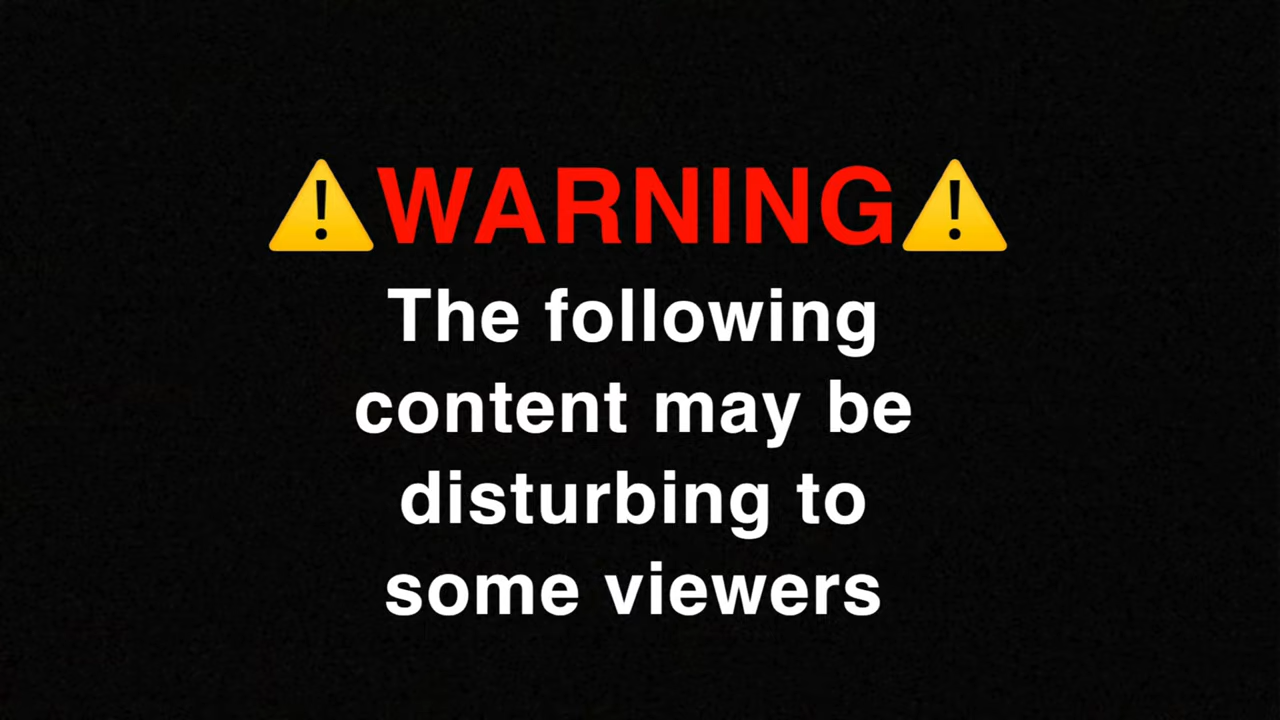 ⚠️WARNING⚠️
The following
content may be
disturbing to
some viewers